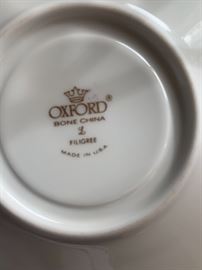 OXFORD®
BONE CHINA
L
FILIGREE
MADE IN U.S.A.